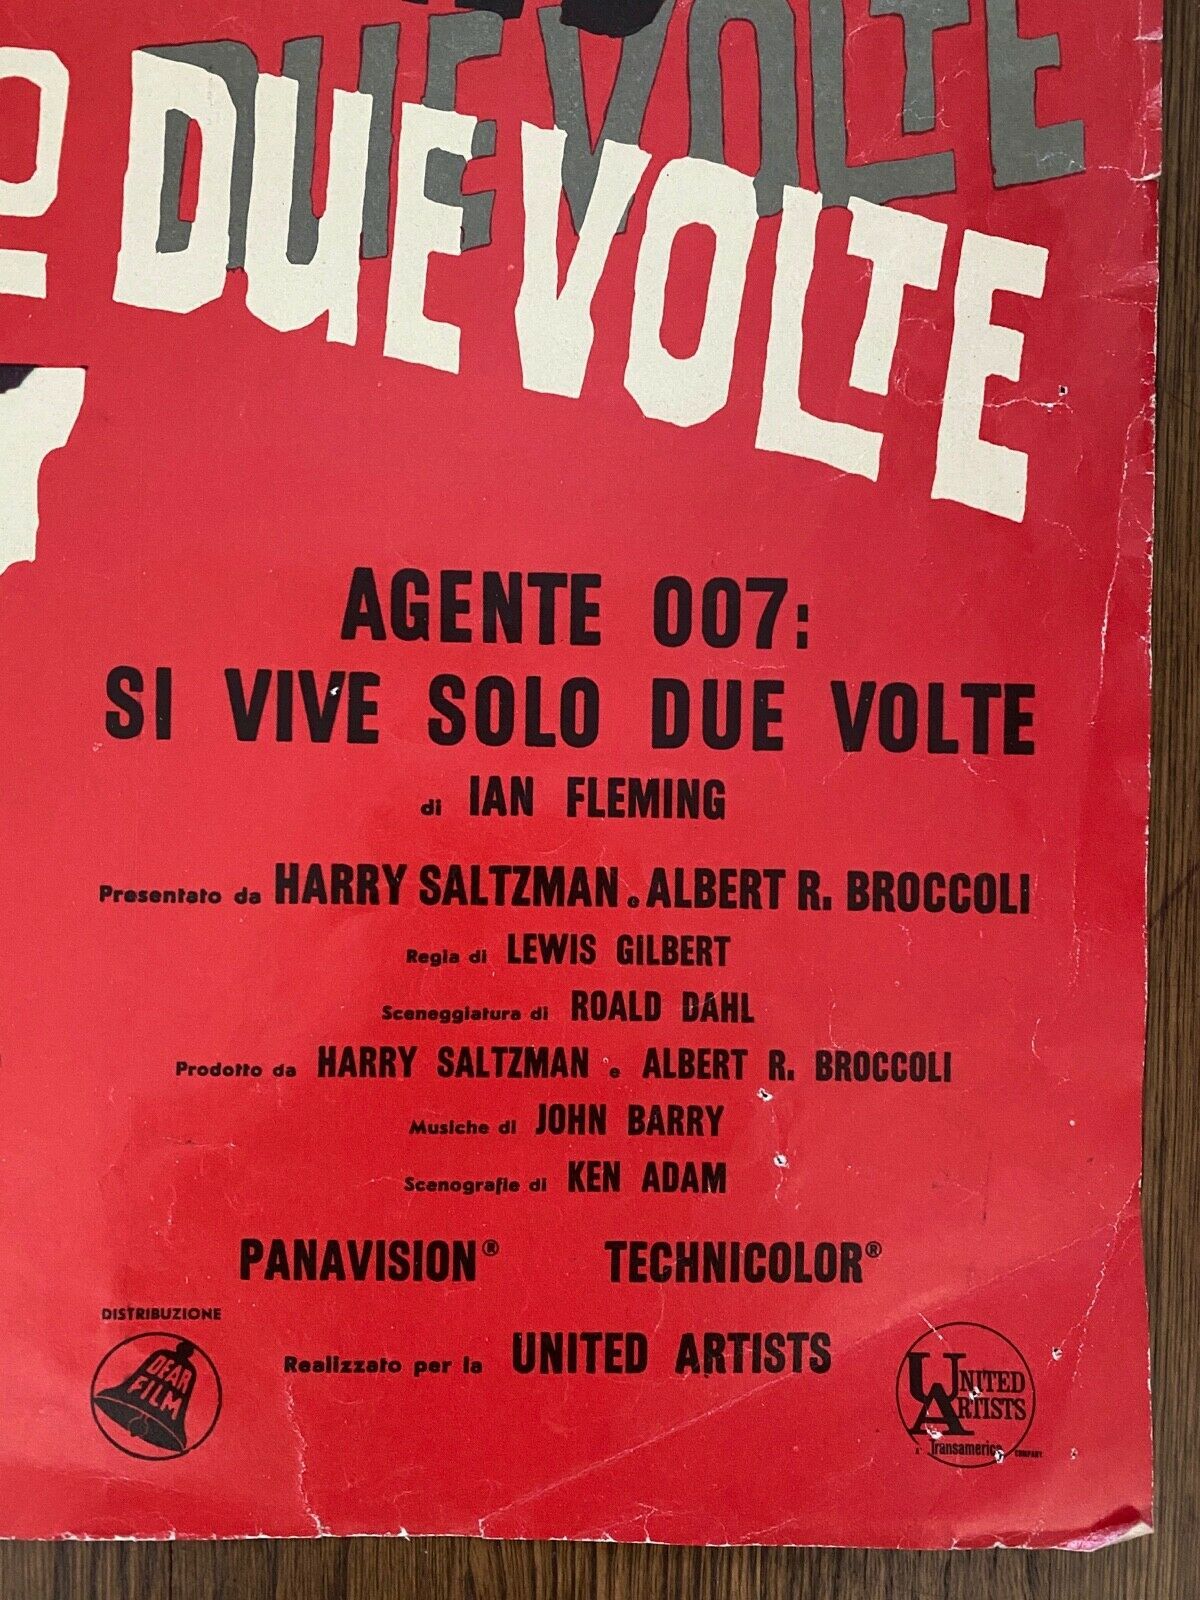 DUE VOLTE
O DUE VOLTE
AGENTE 007:
SI VIVE SOLO DUE VOLTE
di IAN FLEMING
Presentato da HARRY SALTZMAN e ALBERT R. BROCCOLI
Regia di LEWIS GILBERT
Sceneggiatura di ROALD DAHL
Prodotto da HARRY SALTZMAN e ALBERT R. BROCCOLI
Musiche di JOHN BARRY
Scenografie di KEN ADAM
PANAVISION® TECHNICOLOR®
DISTRIBUZIONE
DEAR
FILM
Realizzato per la UNITED ARTISTS
UNITED
ARTISTS
A Transamerica COMPANY